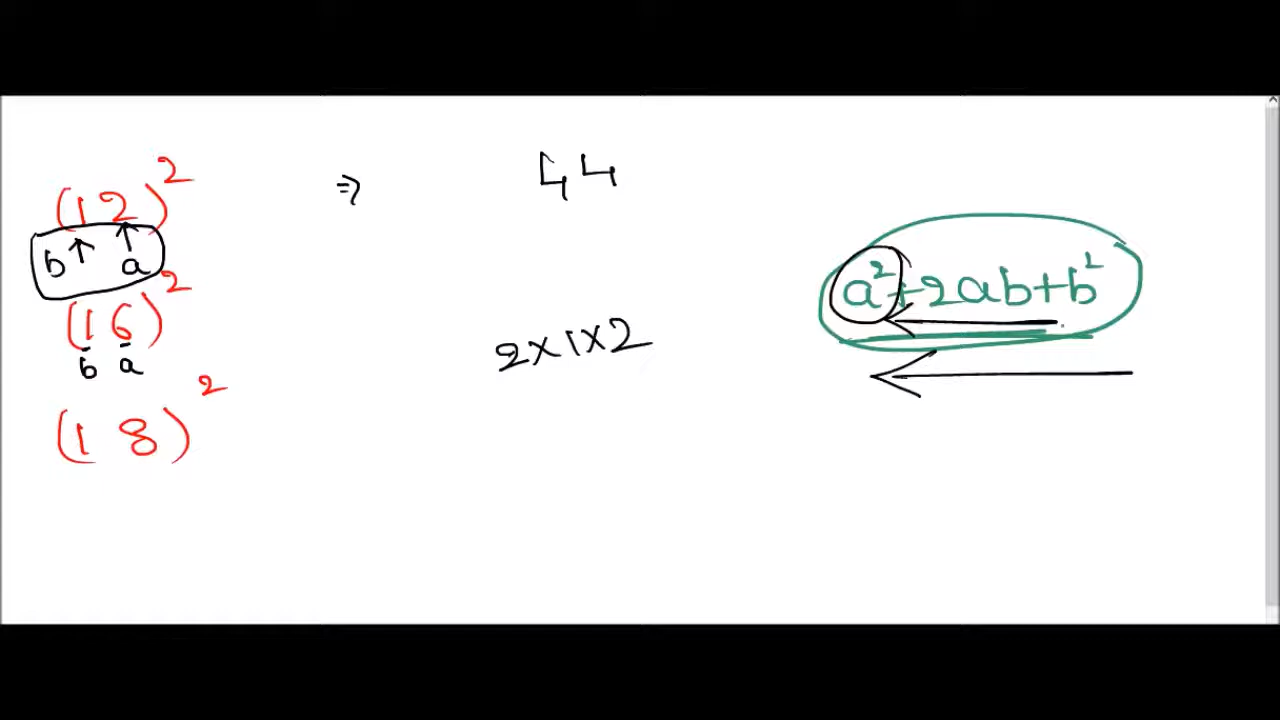 (12)² ⇒ 44
b↑ a↑
a²+2ab+b²
(16)²
b a
2×1×2
(18)²